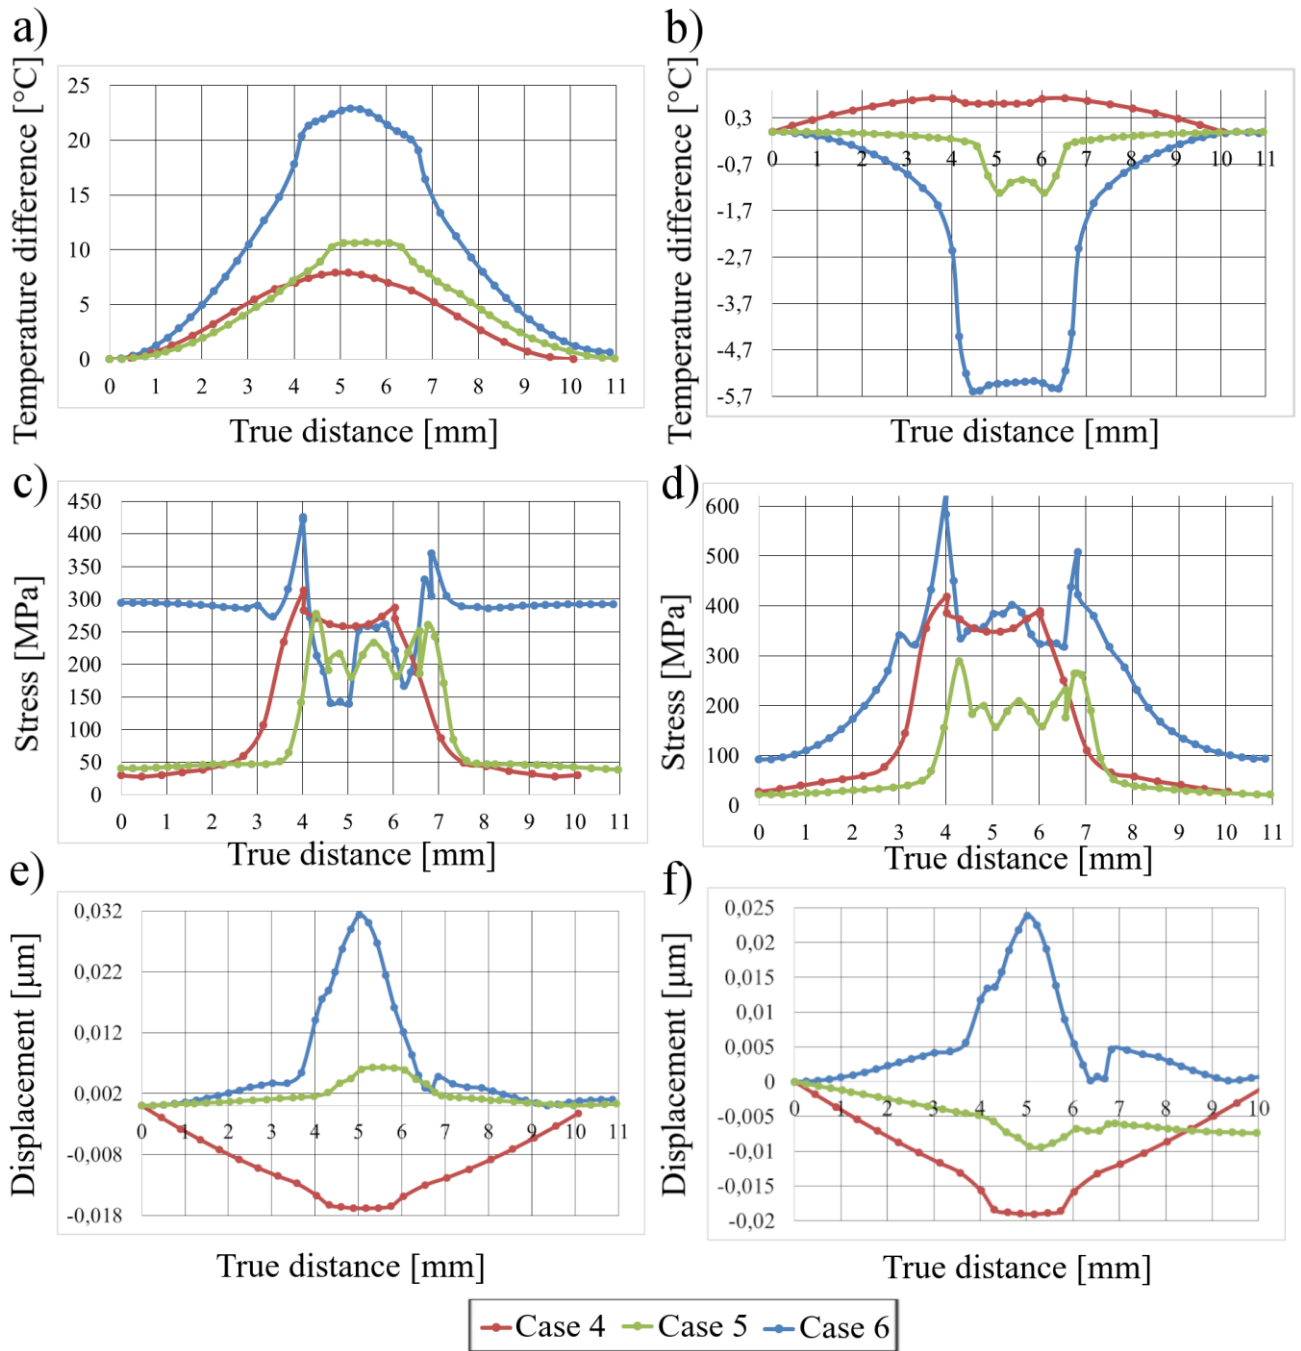 a)
Temperature difference [°C]
25
20
15
10
5
0
0 1 2 3 4 5 6 7 8 9 10 11
True distance [mm]
b)
Temperature difference [°C]
0,3
-0,7
-1,7
-2,7
-3,7
-4,7
-5,7
0 1 2 3 4 5 6 7 8 9 10 11
True distance [mm]
c)
Stress [MPa]
450
400
350
300
250
200
150
100
50
0
0 1 2 3 4 5 6 7 8 9 10 11
True distance [mm]
d)
Stress [MPa]
600
500
400
300
200
100
0
0 1 2 3 4 5 6 7 8 9 10 11
True distance [mm]
e)
Displacement [µm]
0,032
0,022
0,012
0,002
-0,008
-0,018
0 1 2 3 4 5 6 7 8 9 10 11
True distance [mm]
f)
Displacement [µm]
0,025
0,02
0,015
0,01
0,005
0
-0,005
-0,01
-0,015
-0,02
0 1 2 3 4 5 6 7 8 9 10
True distance [mm]
Case 4 Case 5 Case 6